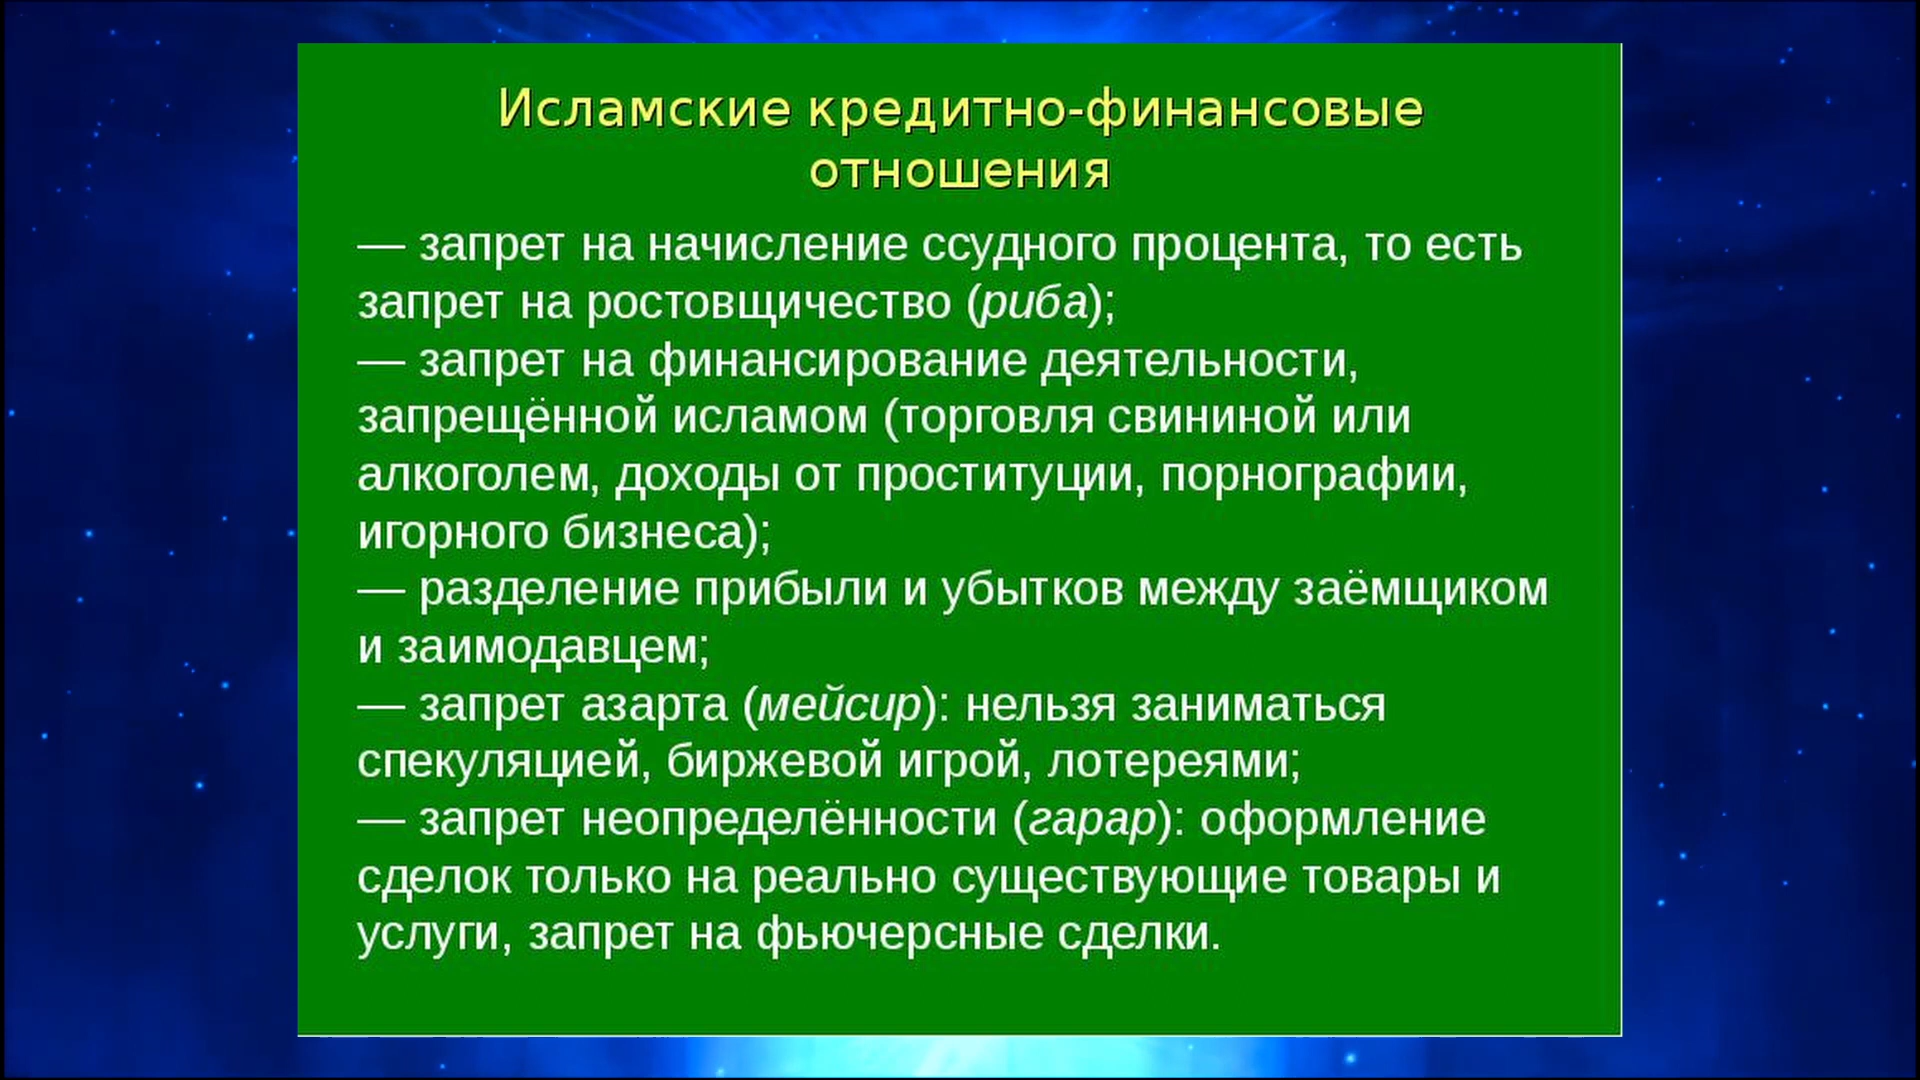 Исламские кредитно-финансовые
отношения
— запрет на начисление ссудного процента, то есть
запрет на ростовщичество (риба);
— запрет на финансирование деятельности,
запрещённой исламом (торговля свининой или
алкоголем, доходы от проституции, порнографии,
игорного бизнеса);
— разделение прибыли и убытков между заёмщиком
и заимодавцем;
— запрет азарта (мейсир): нельзя заниматься
спекуляцией, биржевой игрой, лотереями;
— запрет неопределённости (гарар): оформление
сделок только на реально существующие товары и
услуги, запрет на фьючерсные сделки.